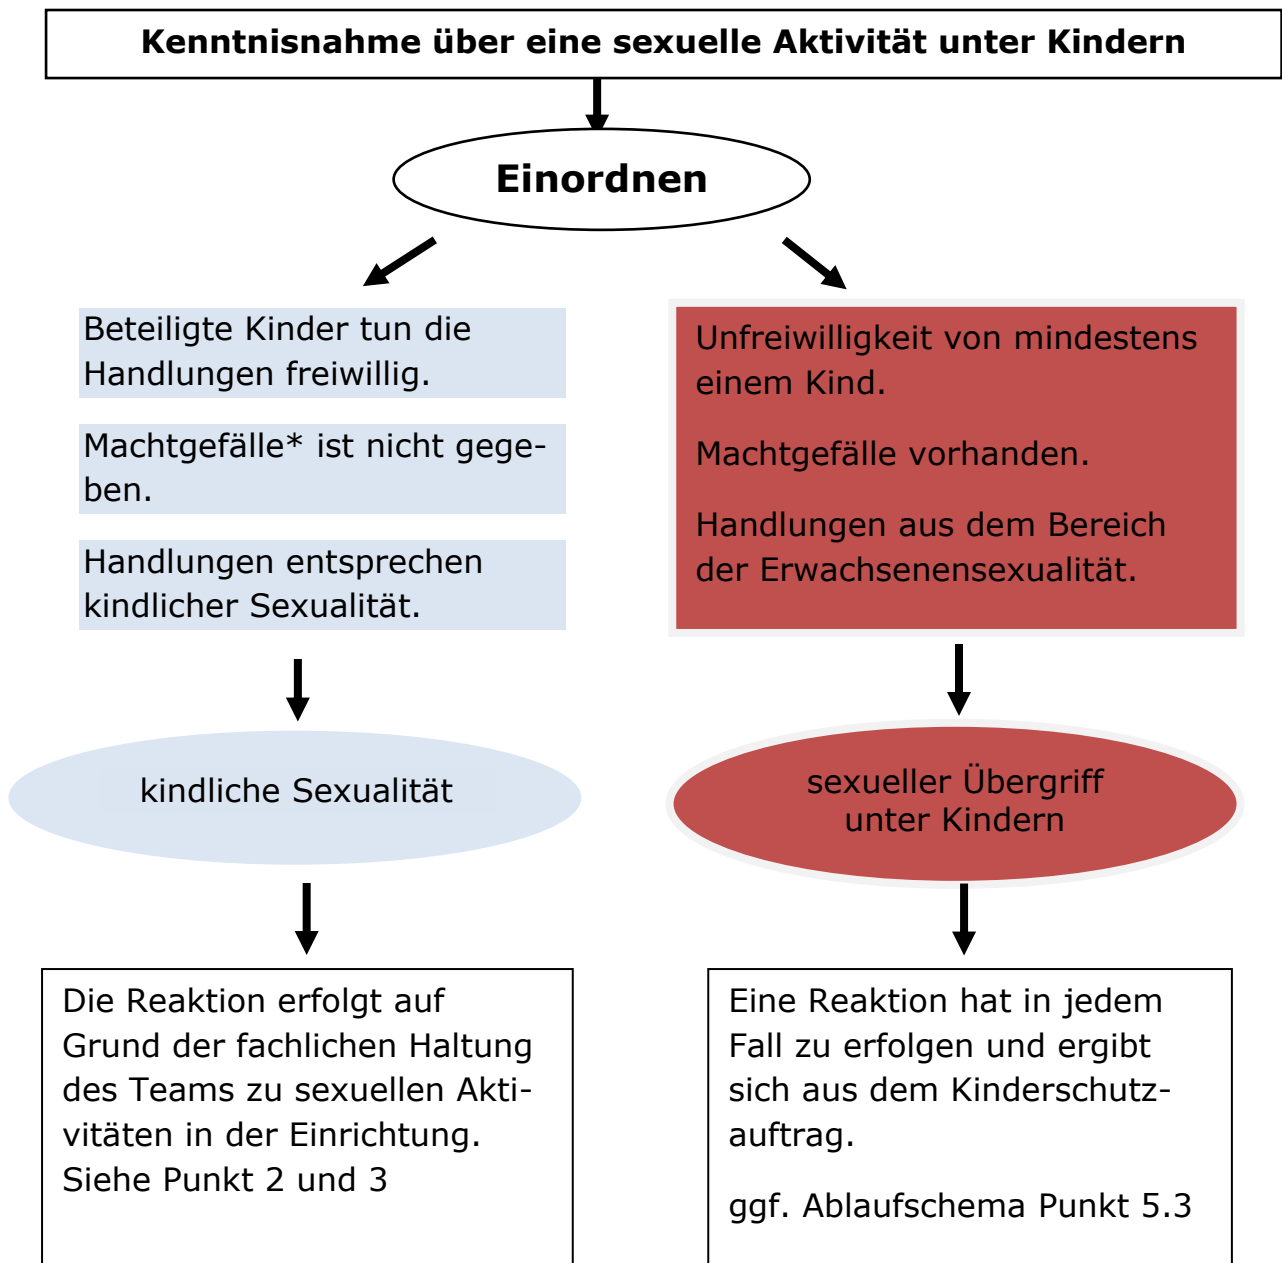 Kenntnisnahme über eine sexuelle Aktivität unter Kindern
Einordnen
Beteiligte Kinder tun die
Handlungen freiwillig.
Machtgefälle* ist nicht gege-
ben.
Handlungen entsprechen
kindlicher Sexualität.
Unfreiwilligkeit von mindestens
einem Kind.
Machtgefälle vorhanden.
Handlungen aus dem Bereich
der Erwachsenensexualität.
kindliche Sexualität
sexueller Übergriff
unter Kindern
Die Reaktion erfolgt auf
Grund der fachlichen Haltung
des Teams zu sexuellen Akti-
vitäten in der Einrichtung.
Siehe Punkt 2 und 3
Eine Reaktion hat in jedem
Fall zu erfolgen und ergibt
sich aus dem Kinderschutz-
auftrag.
ggf. Ablaufschema Punkt 5.3